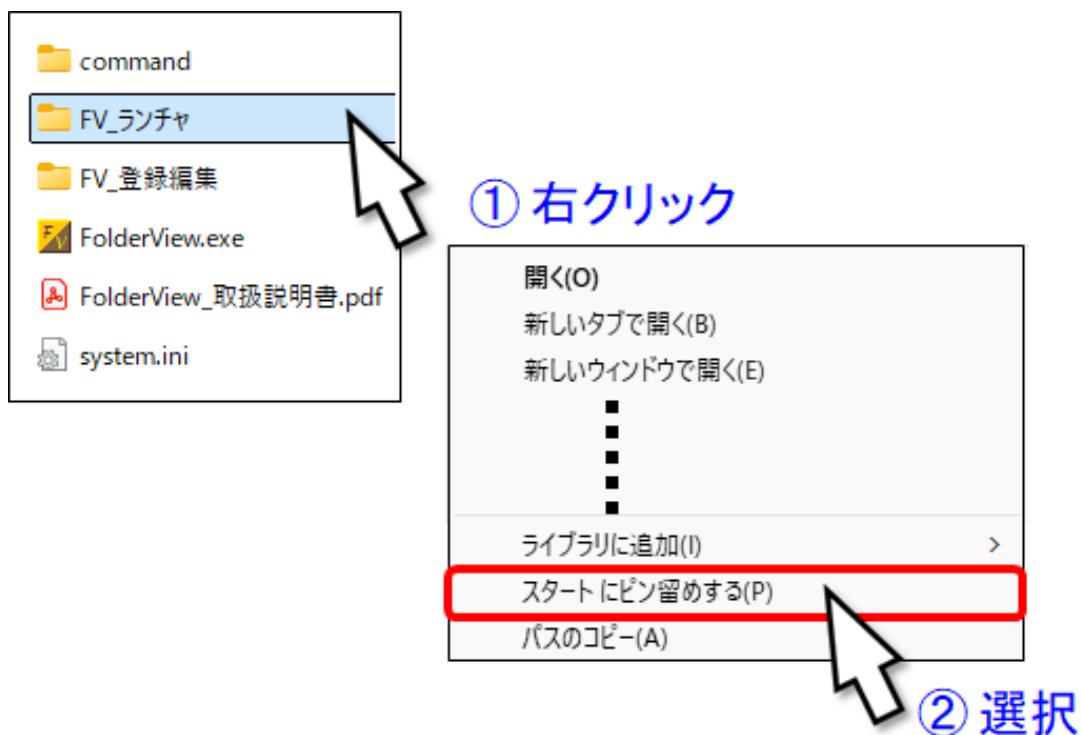 command
FV_ランチャ
FV_登録編集
FolderView.exe
FolderView_取扱説明書.pdf
system.ini
① 右クリック
開く(O)
新しいタブで開く(B)
新しいウィンドウで開く(E)
ライブラリに追加(I)
スタート にピン留めする(P)
パスのコピー(A)
② 選択